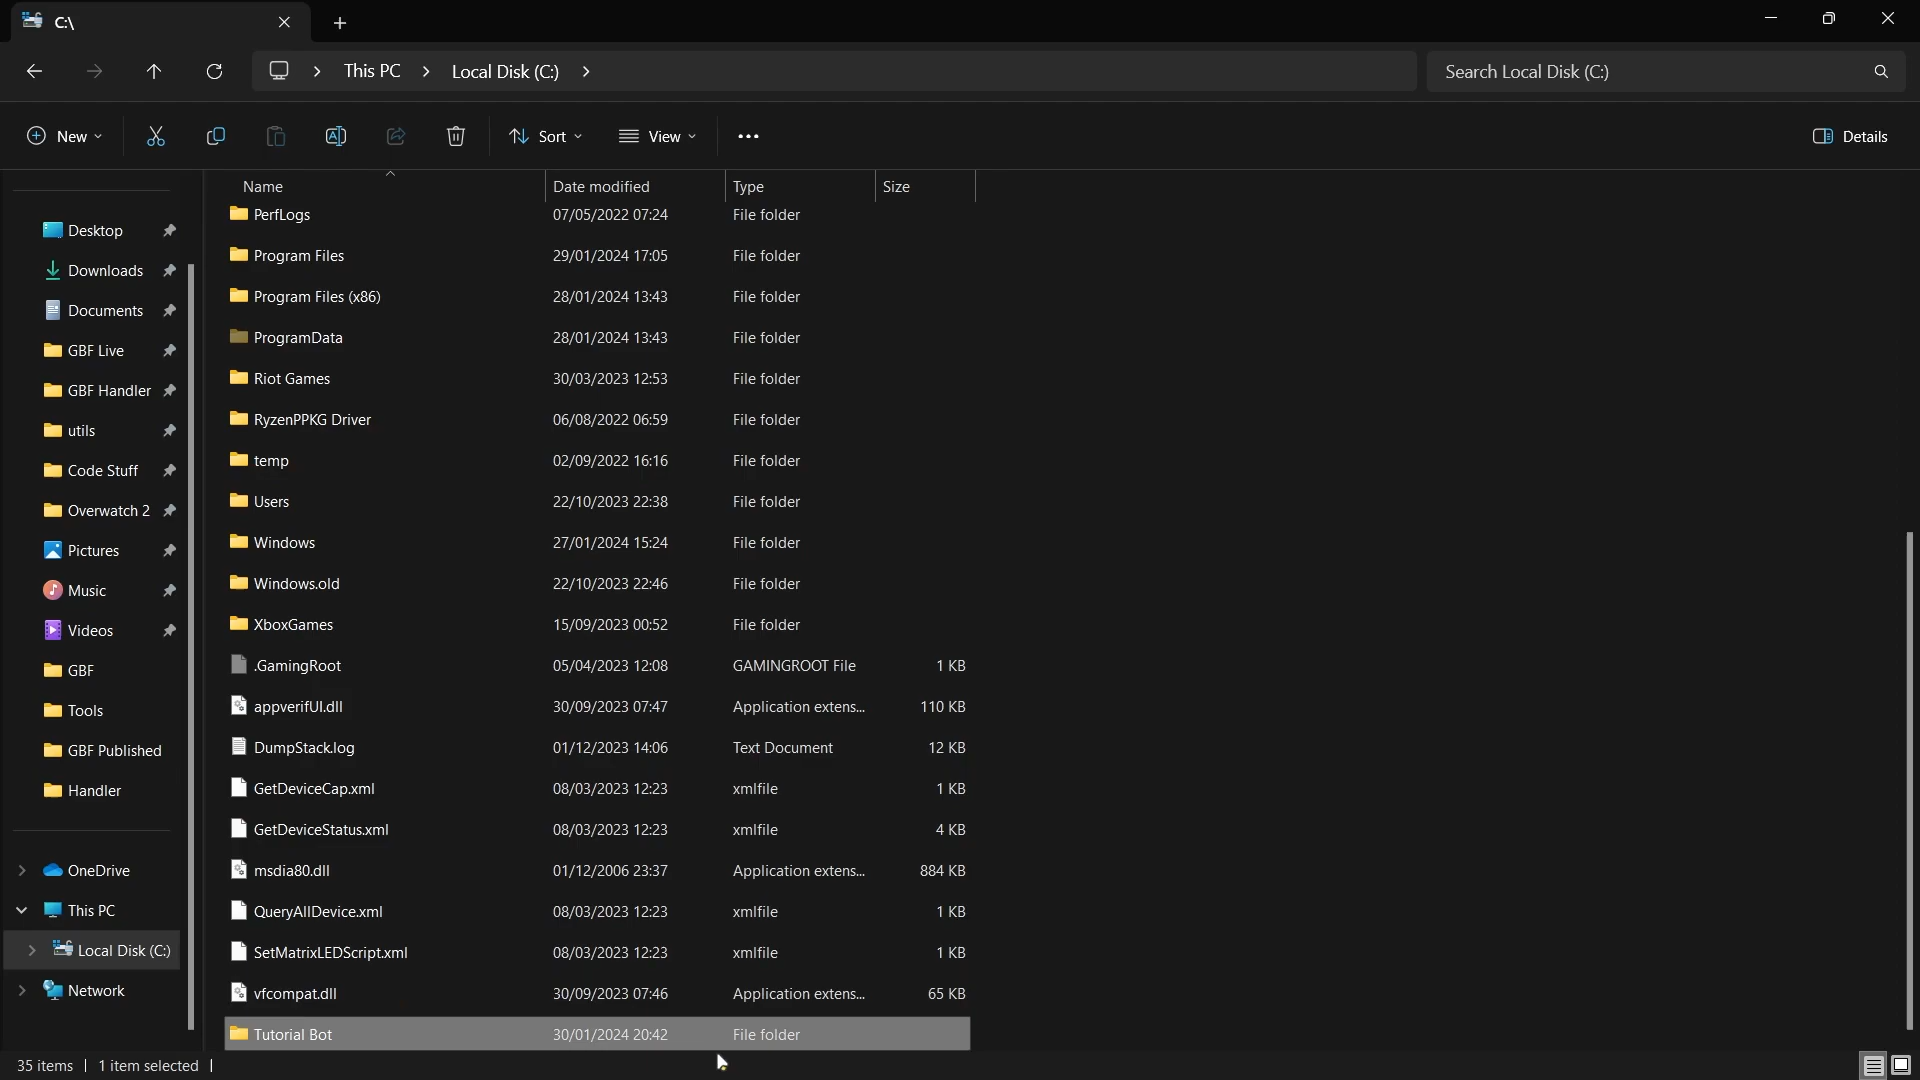 C:\
This PC
Local Disk (C:)
Search Local Disk (C:)
New
Sort
View
Details
Name Date modified Type Size
Desktop
Downloads
Documents
GBF Live
GBF Handler
utils
Code Stuff
Overwatch 2
Pictures
Music
Videos
GBF
Tools
GBF Published
Handler
OneDrive
This PC
Local Disk (C:)
Network
PerfLogs 07/05/2022 07:24 File folder
Program Files 29/01/2024 17:05 File folder
Program Files (x86) 28/01/2024 13:43 File folder
ProgramData 28/01/2024 13:43 File folder
Riot Games 30/03/2023 12:53 File folder
RyzenPPKG Driver 06/08/2022 06:59 File folder
temp 02/09/2022 16:16 File folder
Users 22/10/2023 22:38 File folder
Windows 27/01/2024 15:24 File folder
Windows.old 22/10/2023 22:46 File folder
XboxGames 15/09/2023 00:52 File folder
.GamingRoot 05/04/2023 12:08 GAMINGROOT File 1 KB
appverifUI.dll 30/09/2023 07:47 Application extens... 110 KB
DumpStack.log 01/12/2023 14:06 Text Document 12 KB
GetDeviceCap.xml 08/03/2023 12:23 xmlfile 1 KB
GetDeviceStatus.xml 08/03/2023 12:23 xmlfile 4 KB
msdia80.dll 01/12/2006 23:37 Application extens... 884 KB
QueryAllDevice.xml 08/03/2023 12:23 xmlfile 1 KB
SetMatrixLEDScript.xml 08/03/2023 12:23 xmlfile 1 KB
vfcompat.dll 30/09/2023 07:46 Application extens... 65 KB
Tutorial Bot 30/01/2024 20:42 File folder
35 items 1 item selected